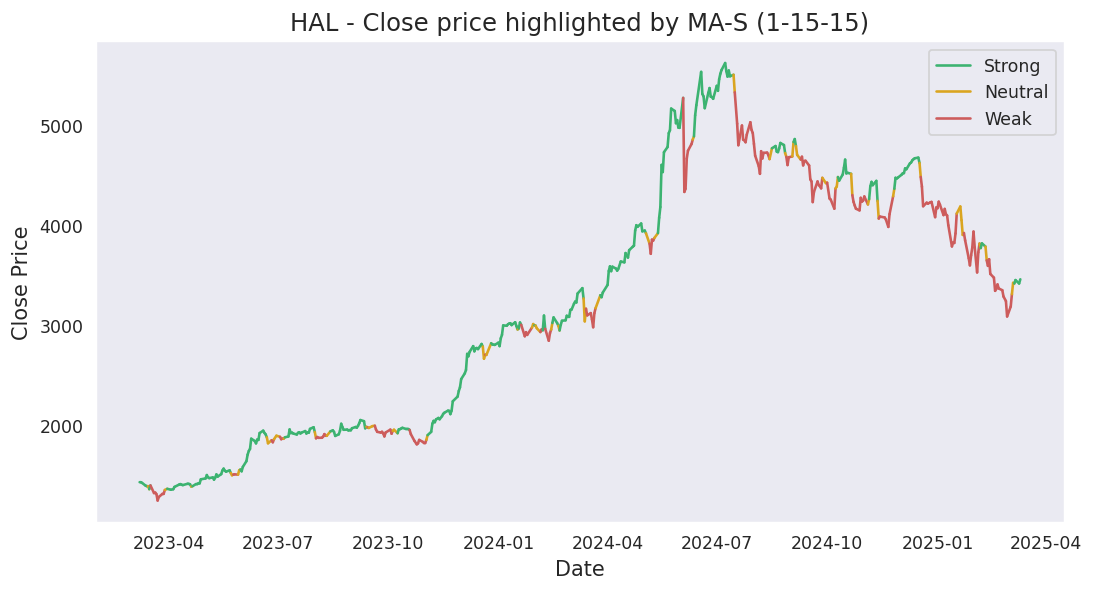 HAL - Close price highlighted by MA-S (1-15-15)
Strong
Neutral
Weak
Close Price
5000
4000
3000
2000
2023-04 2023-07 2023-10 2024-01 2024-04 2024-07 2024-10 2025-01 2025-04
Date